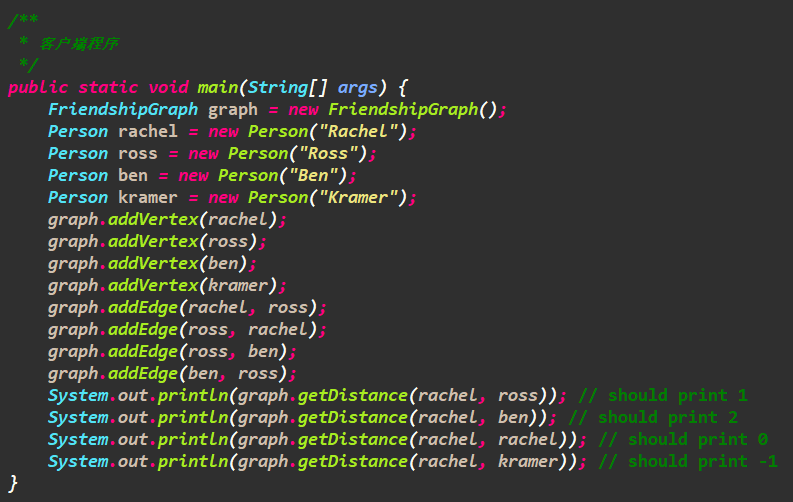 /**
 * 客户端程序
 */
public static void main(String[] args) {
    FriendshipGraph graph = new FriendshipGraph();
    Person rachel = new Person("Rachel");
    Person ross = new Person("Ross");
    Person ben = new Person("Ben");
    Person kramer = new Person("Kramer");
    graph.addVertex(rachel);
    graph.addVertex(ross);
    graph.addVertex(ben);
    graph.addVertex(kramer);
    graph.addEdge(rachel, ross);
    graph.addEdge(ross, rachel);
    graph.addEdge(ross, ben);
    graph.addEdge(ben, ross);
    System.out.println(graph.getDistance(rachel, ross)); // should print 1
    System.out.println(graph.getDistance(rachel, ben)); // should print 2
    System.out.println(graph.getDistance(rachel, rachel)); // should print 0
    System.out.println(graph.getDistance(rachel, kramer)); // should print -1
}